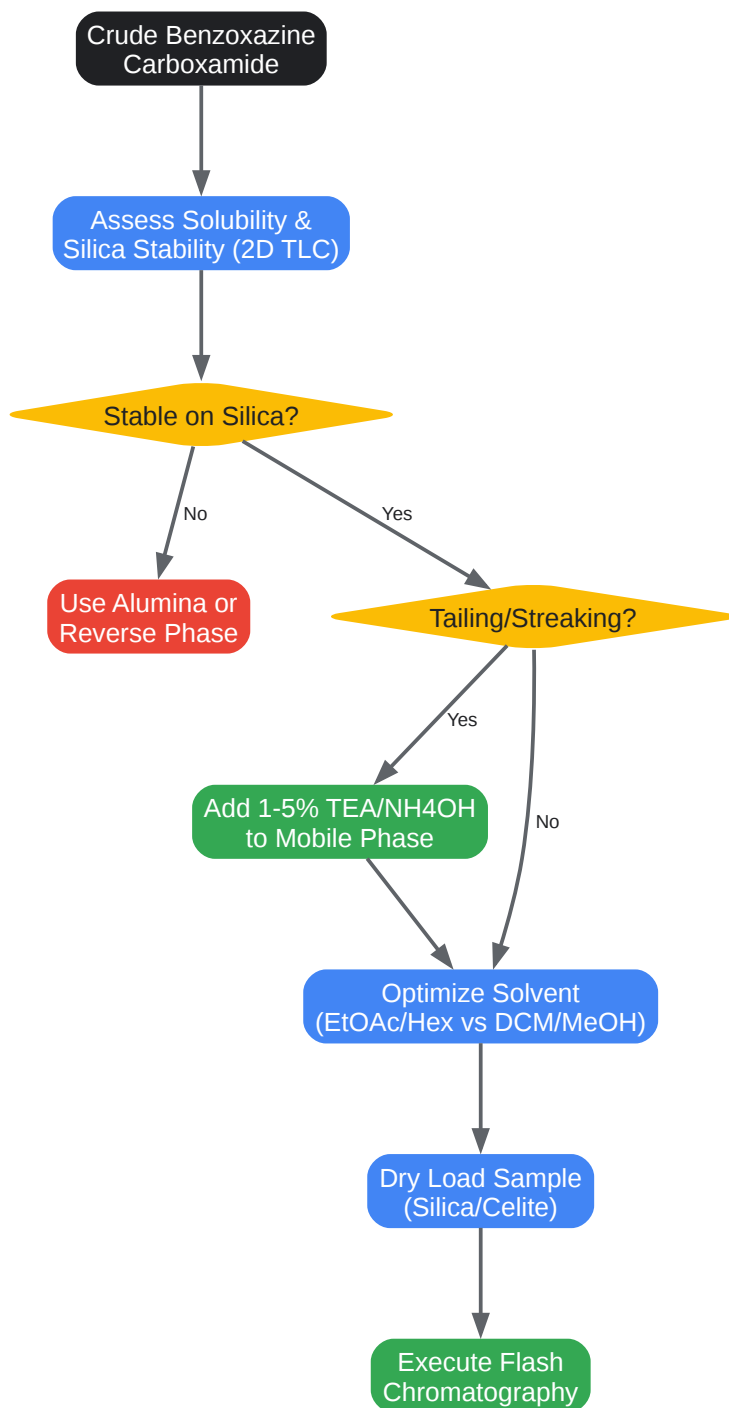 Crude Benzoxazine
Carboxamide
Assess Solubility &
Silica Stability (2D TLC)
Stable on Silica?
No
Yes
Use Alumina or
Reverse Phase
Tailing/Streaking?
Yes
Add 1-5% TEA/NH4OH
to Mobile Phase
No
Optimize Solvent
(EtOAc/Hex vs DCM/MeOH)
Dry Load Sample
(Silica/Celite)
Execute Flash
Chromatography